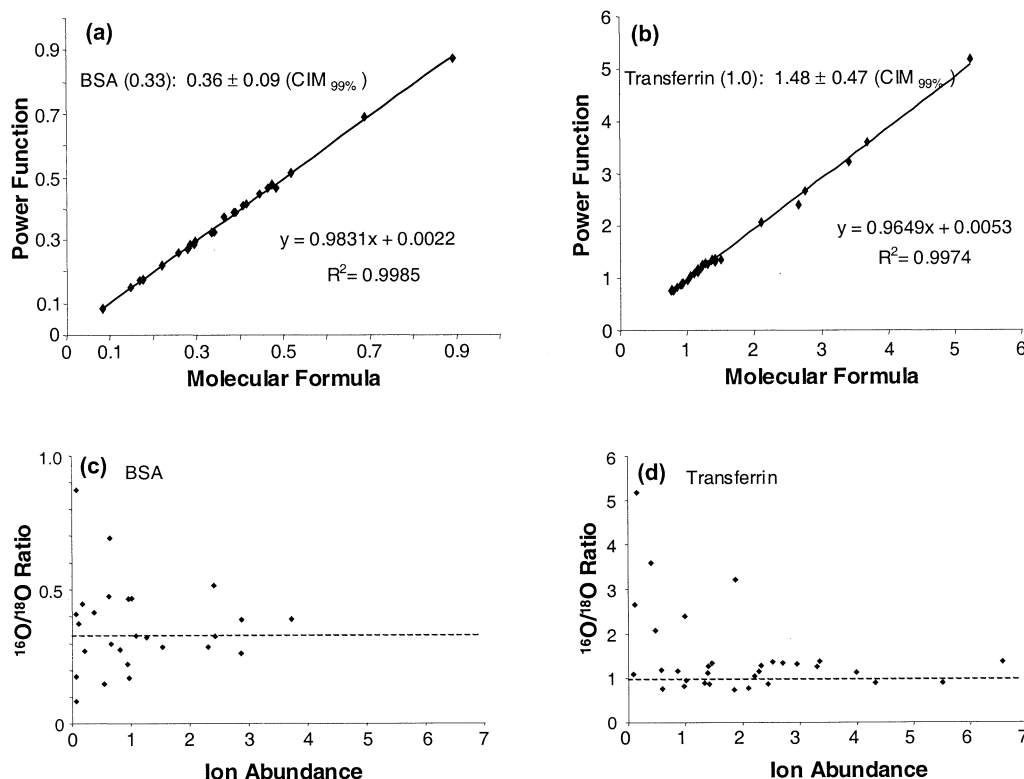 (a)
BSA (0.33): 0.36 ± 0.09 (CIM 99% )
Power Function
0.9
0.7
0.5
0.3
0.1
0
y = 0.9831x + 0.0022
R²= 0.9985
0 0.1 0.3 0.5 0.7 0.9
Molecular Formula
(b)
Transferrin (1.0): 1.48 ± 0.47 (CIM 99% )
Power Function
6
5
4
3
2
1
0
y = 0.9649x + 0.0053
R²= 0.9974
0 1 2 3 4 5 6
Molecular Formula
(c) BSA
¹⁶O/¹⁸O Ratio
1.0
0.5
0
0 1 2 3 4 5 6 7
Ion Abundance
(d) Transferrin
¹⁶O/¹⁸O Ratio
6
5
4
3
2
1
0
0 1 2 3 4 5 6 7
Ion Abundance